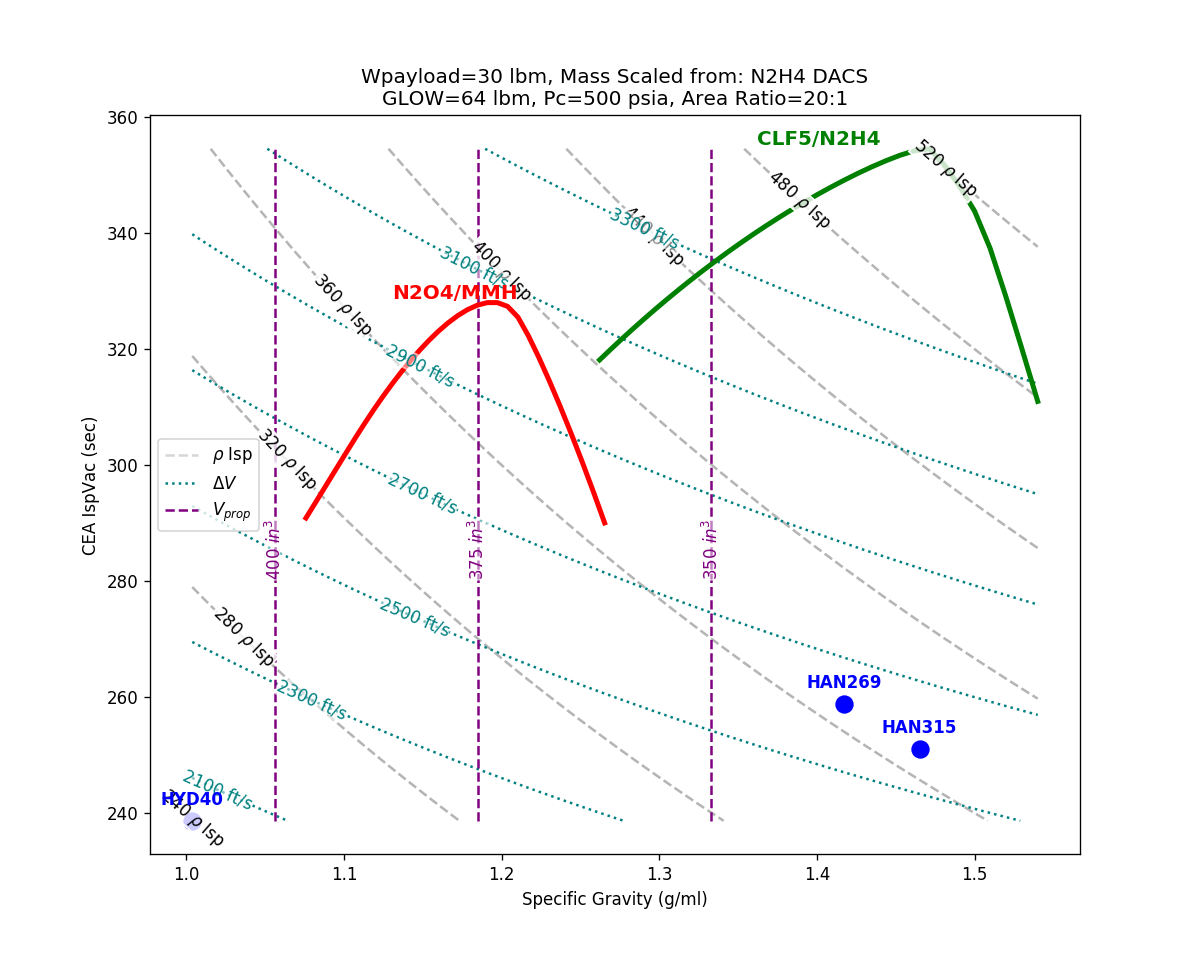 Wpayload=30 lbm, Mass Scaled from: N2H4 DACS
GLOW=64 lbm, Pc=500 psia, Area Ratio=20:1
CEA IspVac (sec)
360
340
320
300
280
260
240
1.0
1.1
1.2
1.3
1.4
1.5
Specific Gravity (g/ml)
CLF5/N2H4
N2O4/MMH
HAN269
HAN315
HYD40
520 ρ Isp
480 ρ Isp
440 ρ Isp
400 ρ Isp
360 ρ Isp
320 ρ Isp
280 ρ Isp
240 ρ Isp
3300 ft/s
3100 ft/s
2900 ft/s
2700 ft/s
2500 ft/s
2300 ft/s
2100 ft/s
400 in³
375 in³
350 in³
ρ Isp
ΔV
V_prop